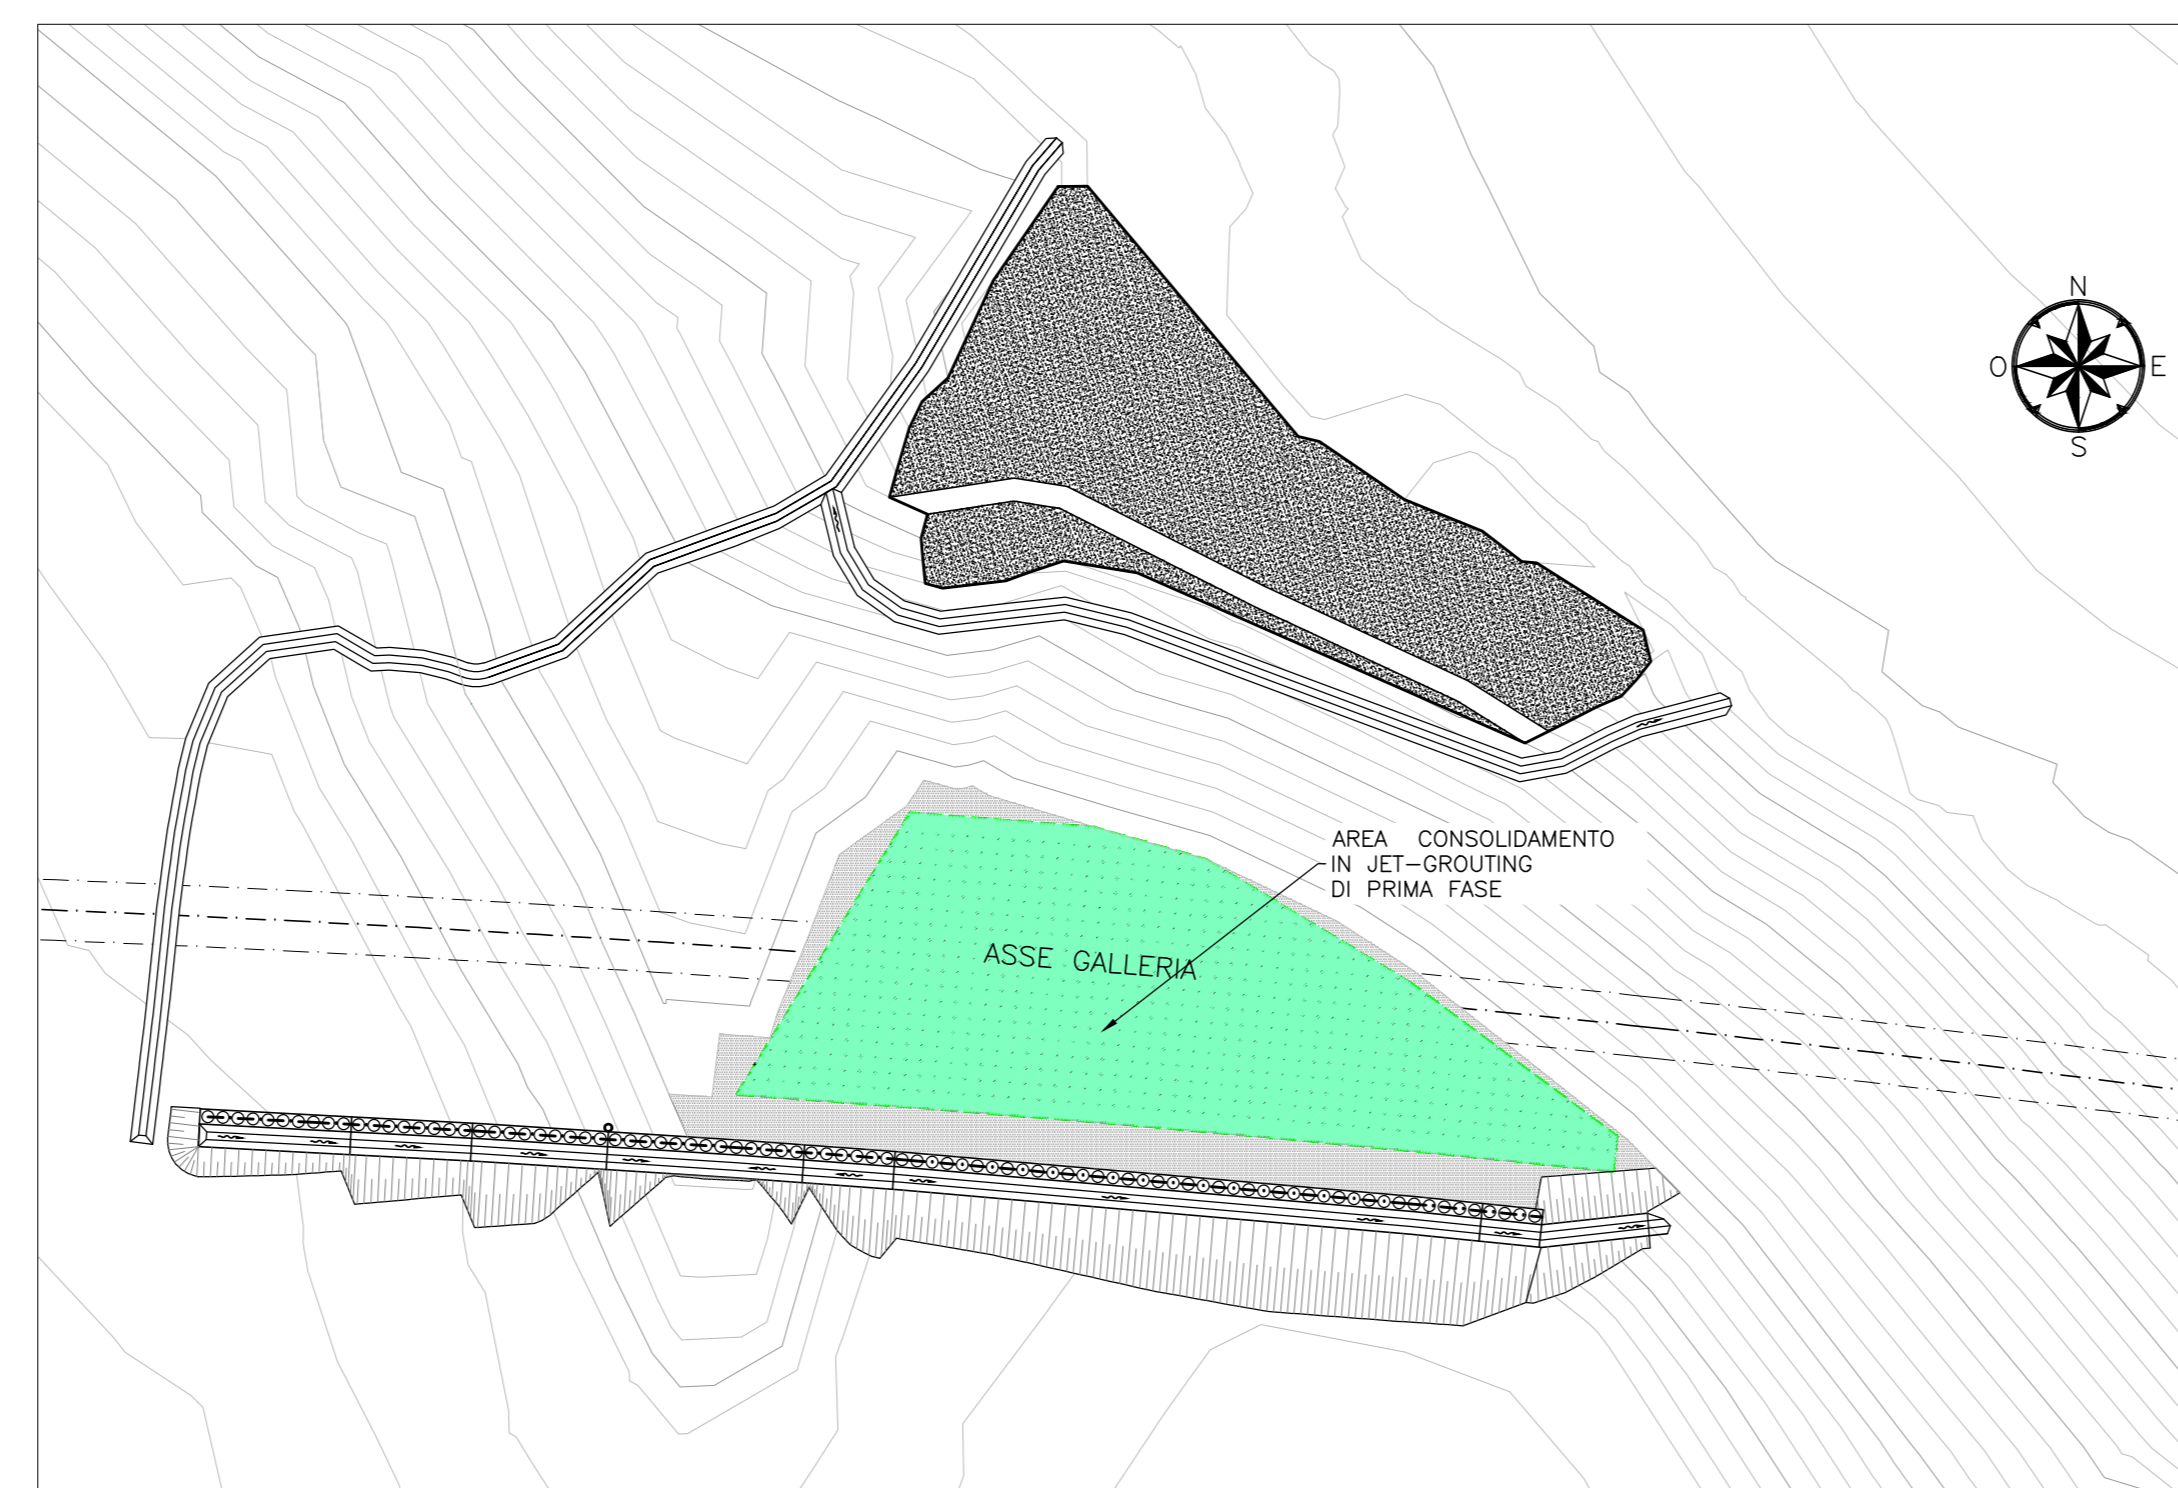 N
O
E
S
AREA CONSOLIDAMENTO
IN JET-GROUTING
DI PRIMA FASE
ASSE GALLERIA